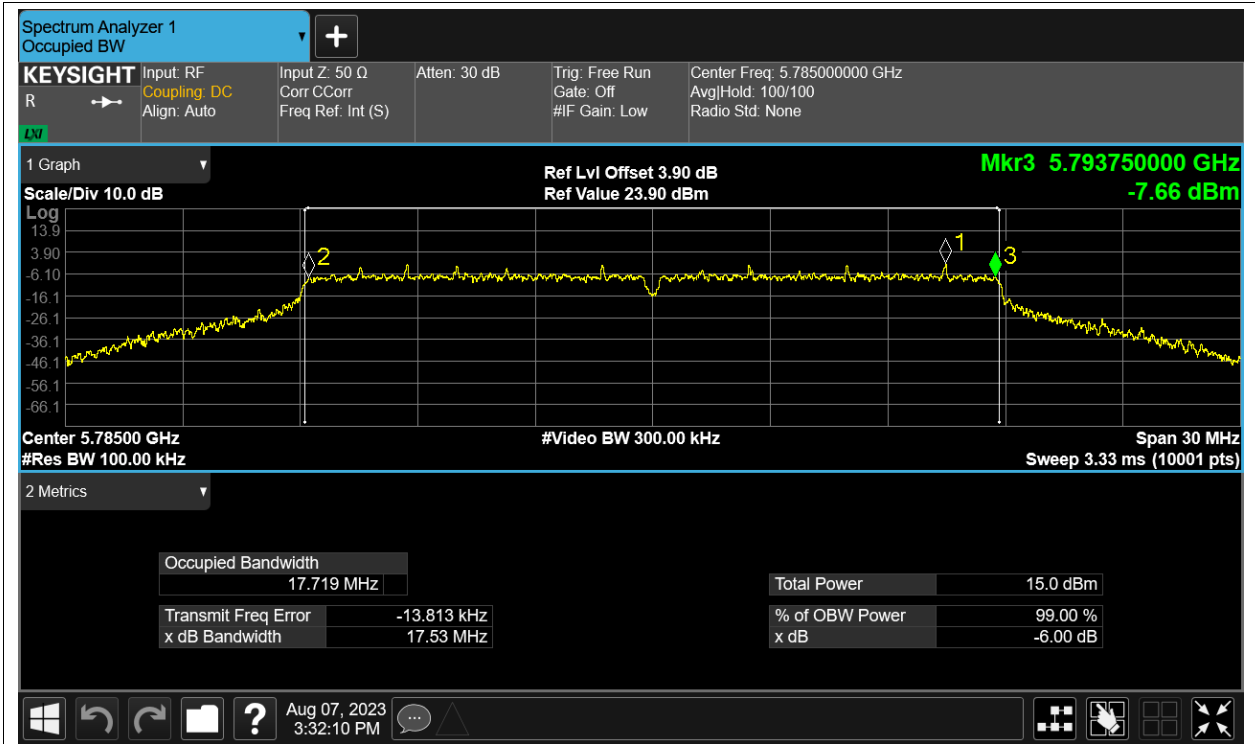 Spectrum Analyzer 1
Occupied BW
KEYSIGHT
R
LXI
Input: RF
Coupling: DC
Align: Auto
Input Z: 50 Ω
Corr CCorr
Freq Ref: Int (S)
Atten: 30 dB
Trig: Free Run
Gate: Off
#IF Gain: Low
Center Freq: 5.785000000 GHz
Avg|Hold: 100/100
Radio Std: None
1 Graph
Scale/Div 10.0 dB
Ref Lvl Offset 3.90 dB
Ref Value 23.90 dBm
Mkr3 5.793750000 GHz
-7.66 dBm
Log
13.9
3.90
-6.10
-16.1
-26.1
-36.1
-46.1
-56.1
-66.1
2
1
3
Center 5.78500 GHz
#Res BW 100.00 kHz
#Video BW 300.00 kHz
Span 30 MHz
Sweep 3.33 ms (10001 pts)
2 Metrics
Occupied Bandwidth
17.719 MHz
Transmit Freq Error -13.813 kHz
x dB Bandwidth 17.53 MHz
Total Power 15.0 dBm
% of OBW Power 99.00 %
x dB -6.00 dB
Aug 07, 2023
3:32:10 PM